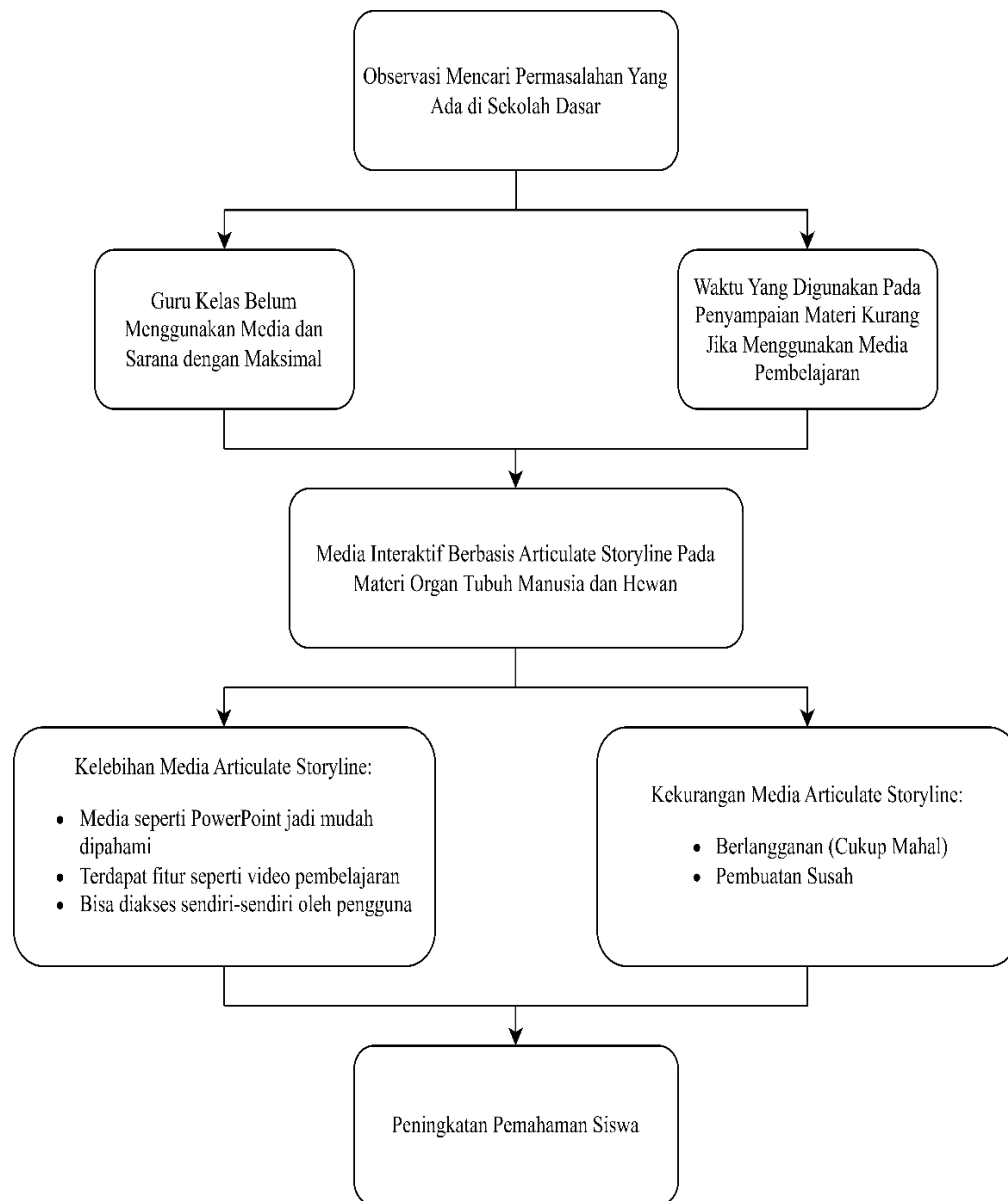 Observasi Mencari Permasalahan Yang
Ada di Sekolah Dasar
Guru Kelas Belum
Menggunakan Media dan
Sarana dengan Maksimal
Waktu Yang Digunakan Pada
Penyampaian Materi Kurang
Jika Menggunakan Media
Pembelajaran
Media Interaktif Berbasis Articulate Storyline Pada
Materi Organ Tubuh Manusia dan Hewan
Kelebihan Media Articulate Storyline:
• Media seperti PowerPoint jadi mudah
dipahami
• Terdapat fitur seperti video pembelajaran
• Bisa diakses sendiri-sendiri oleh pengguna
Kekurangan Media Articulate Storyline:
• Berlangganan (Cukup Mahal)
• Pembuatan Susah
Peningkatan Pemahaman Siswa